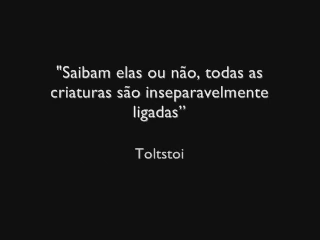 "Saibam elas ou não, todas as
criaturas são inseparavelmente
ligadas”
Toltstoi